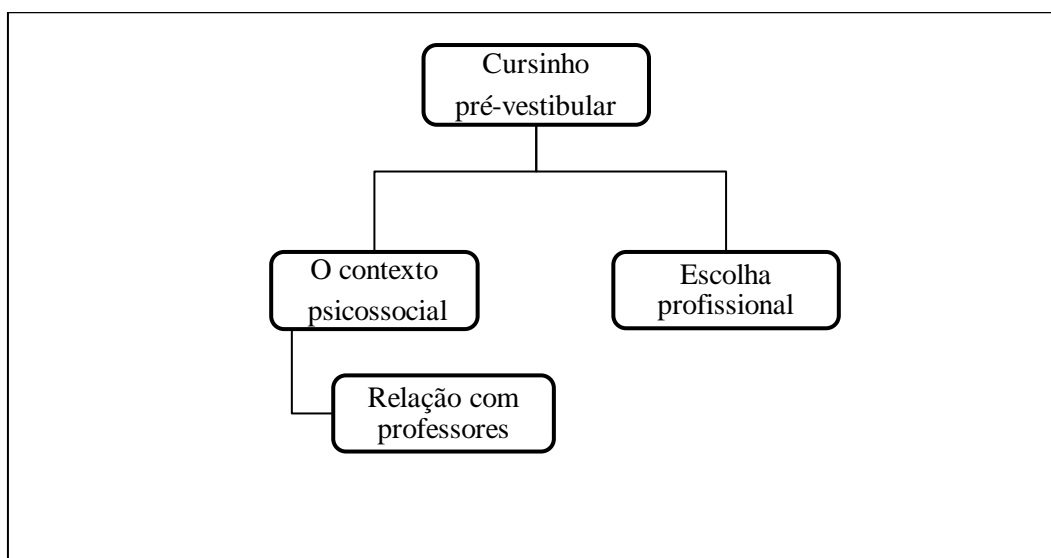 Cursinho
pré-vestibular
O contexto
psicossocial
Escolha
profissional
Relação com
professores